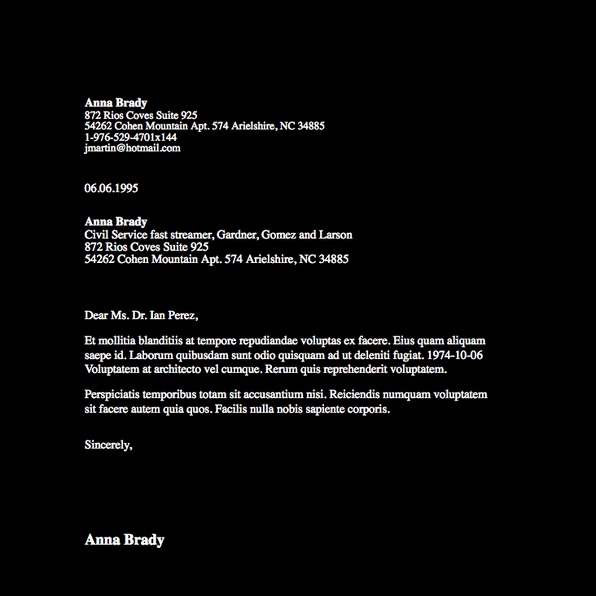 Anna Brady
872 Rios Coves Suite 925
54262 Cohen Mountain Apt. 574 Arielshire, NC 34885
1-976-529-4701x144
jmartin@hotmail.com
06.06.1995
Anna Brady
Civil Service fast streamer, Gardner, Gomez and Larson
872 Rios Coves Suite 925
54262 Cohen Mountain Apt. 574 Arielshire, NC 34885
Dear Ms. Dr. Ian Perez,
Et mollitia blanditiis at tempore repudiandae voluptas ex facere. Eius quam aliquam
saepe id. Laborum quibusdam sunt odio quisquam ad ut deleniti fugiat. 1974-10-06
Voluptatem at architecto vel cumque. Rerum quis reprehenderit voluptatem.
Perspiciatis temporibus totam sit accusantium nisi. Reiciendis numquam voluptatem
sit facere autem quia quos. Facilis nulla nobis sapiente corporis.
Sincerely,
Anna Brady